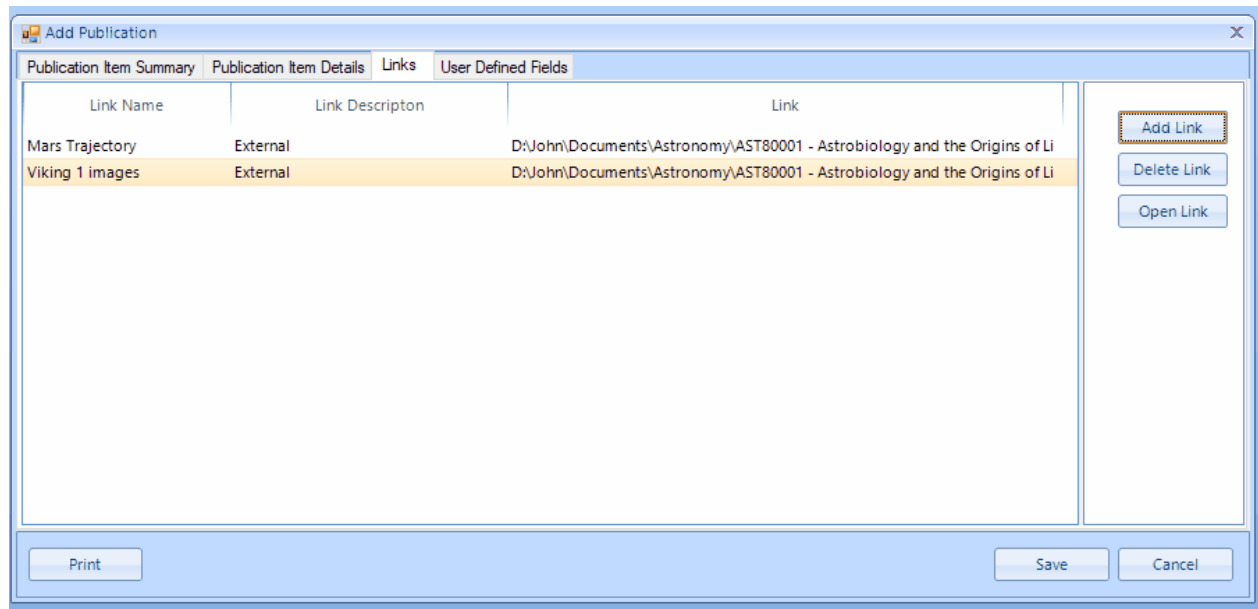 Add Publication
Publication Item Summary Publication Item Details Links User Defined Fields
Link Name Link Descripton Link
Mars Trajectory External D:\John\Documents\Astronomy\AST80001 - Astrobiology and the Origins of Li
Viking 1 images External D:\John\Documents\Astronomy\AST80001 - Astrobiology and the Origins of Li
Add Link
Delete Link
Open Link
Print Save Cancel